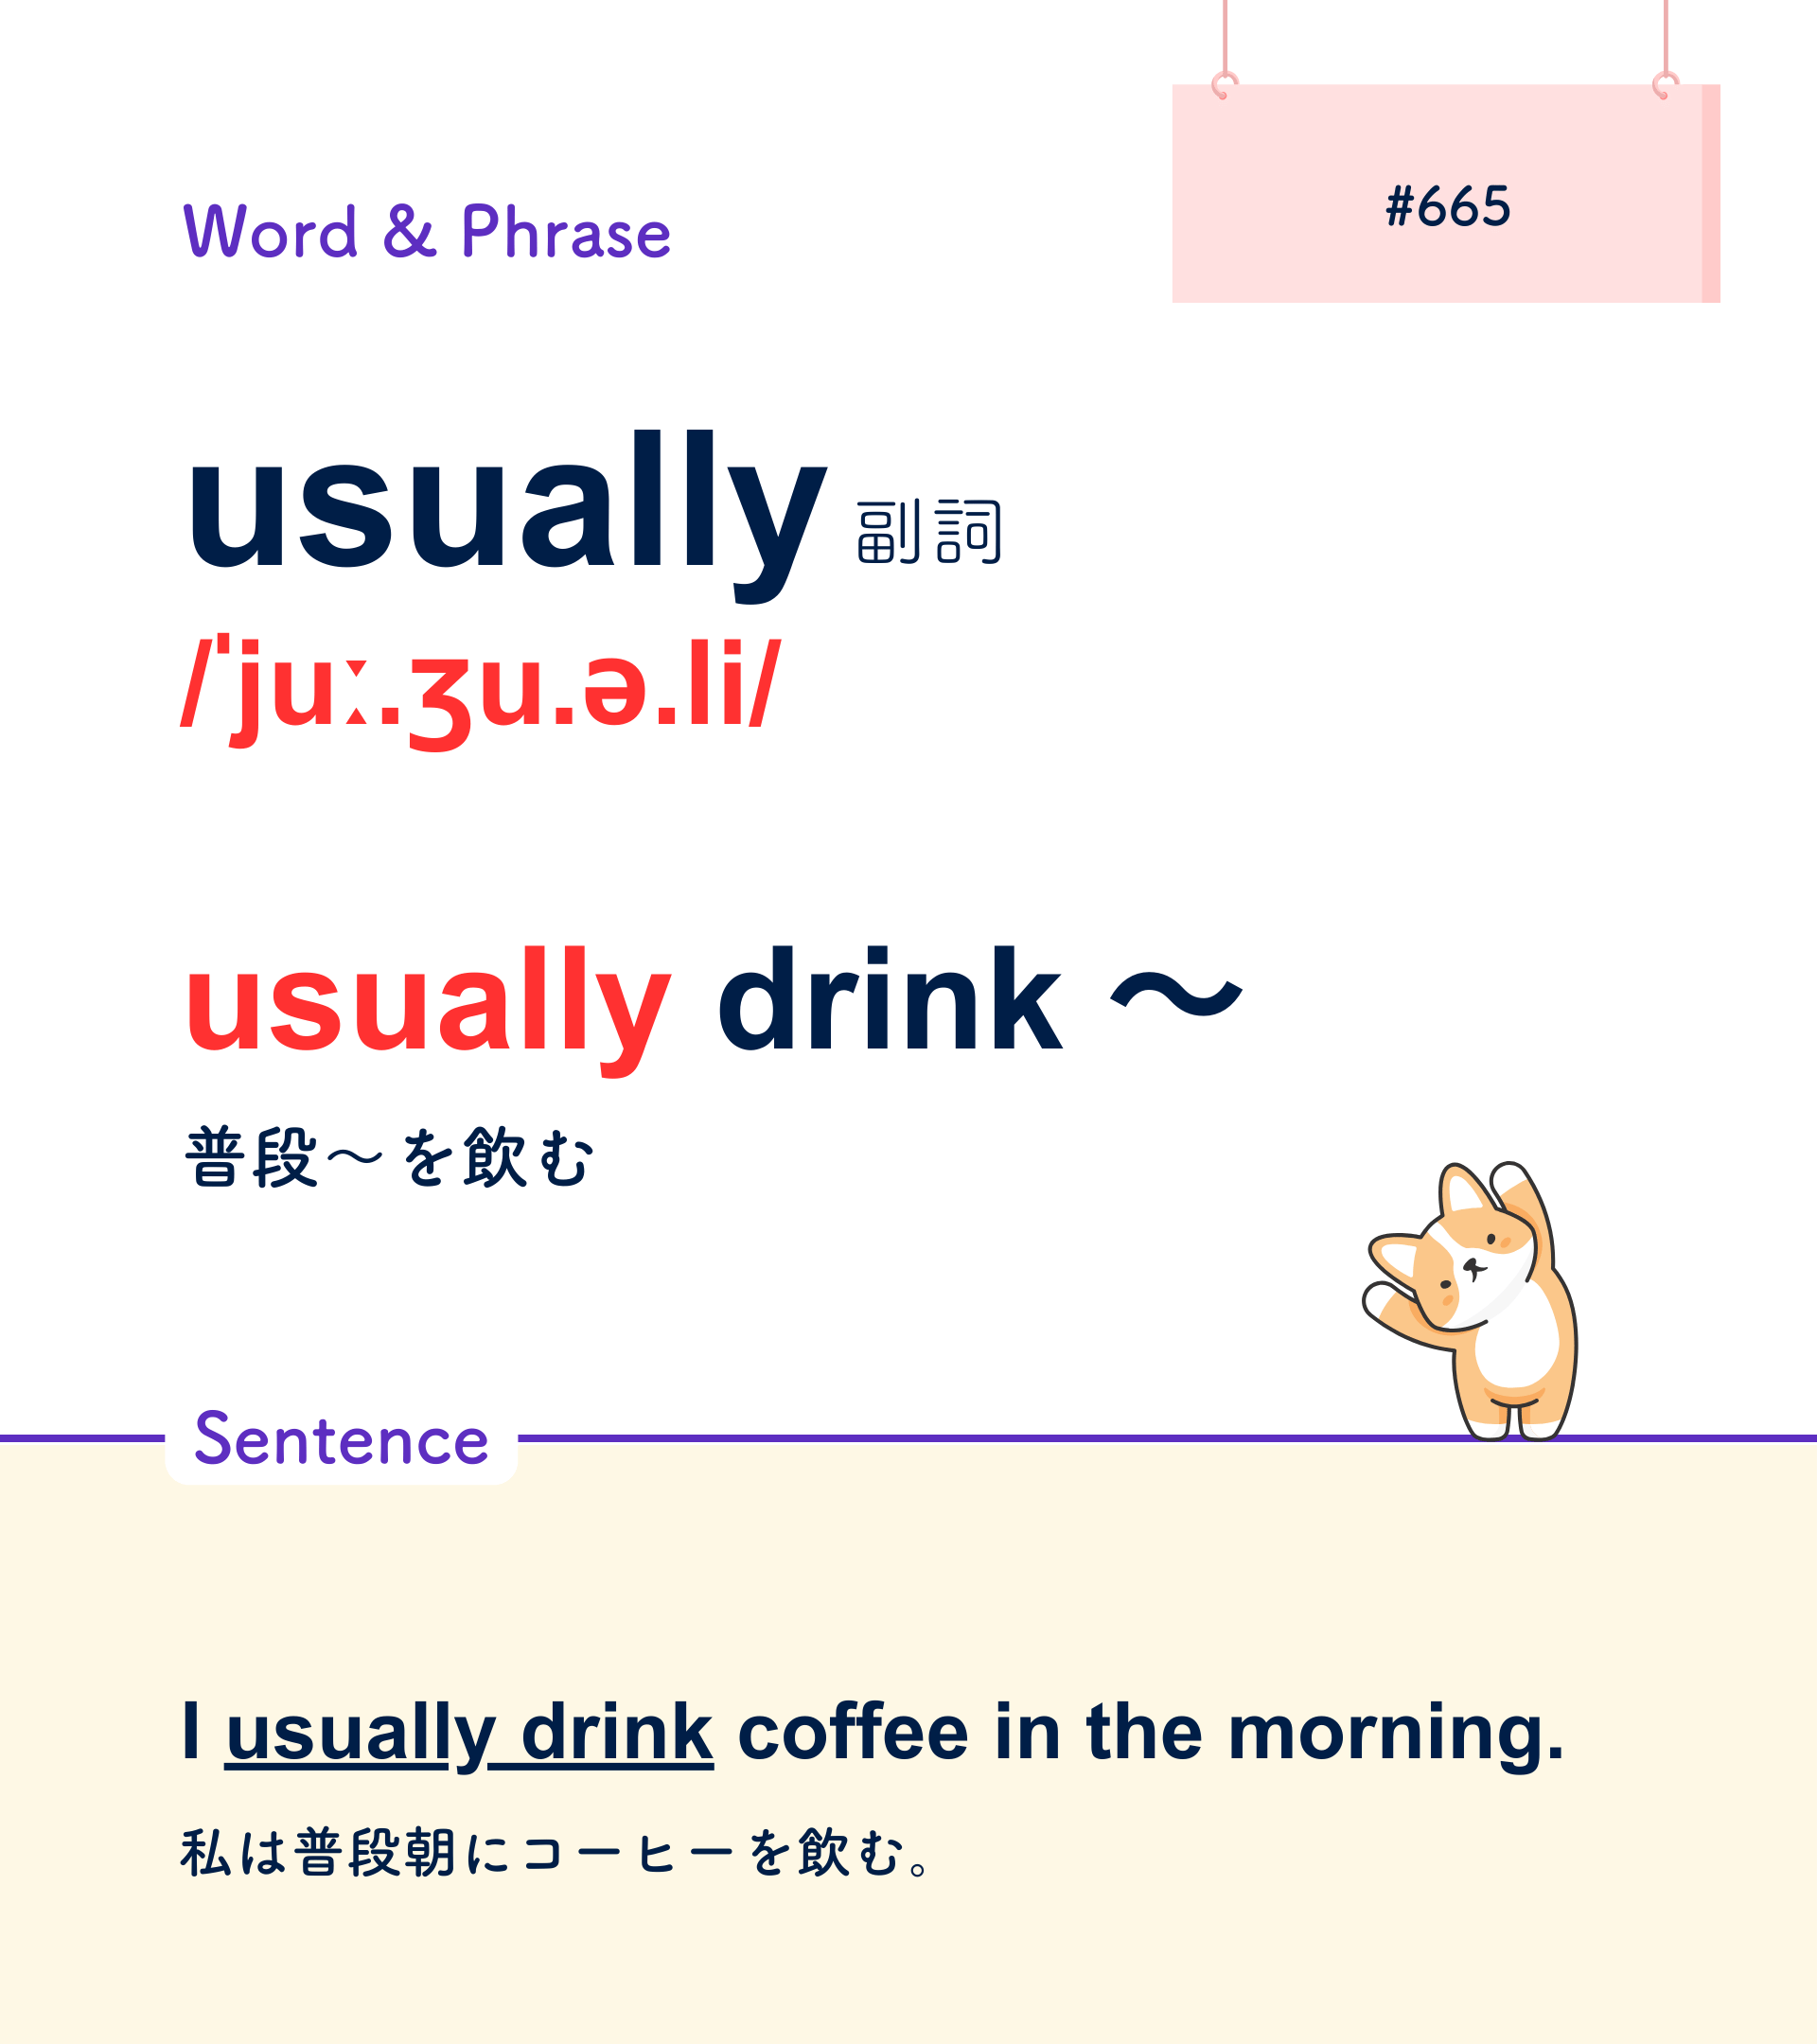 #665
Word & Phrase
usually 副詞
/ˈjuː.ʒu.ə.li/
usually drink ～
普段～ を飲む
Sentence
I usually drink coffee in the morning.
私は普段朝にコーヒーを飲む。